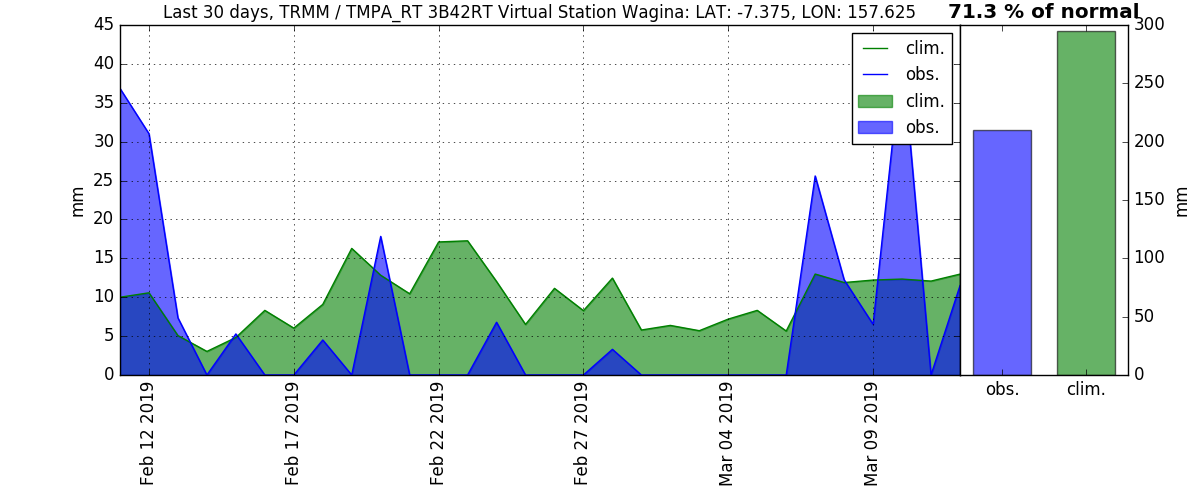 Last 30 days, TRMM / TMPA_RT 3B42RT Virtual Station Wagina: LAT: -7.375, LON: 157.625
71.3 % of normal
45
40
35
30
25
20
15
10
5
0
mm
clim.
obs.
clim.
obs.
Feb 12 2019
Feb 17 2019
Feb 22 2019
Feb 27 2019
Mar 04 2019
Mar 09 2019
300
250
200
150
100
50
0
mm
obs.
clim.